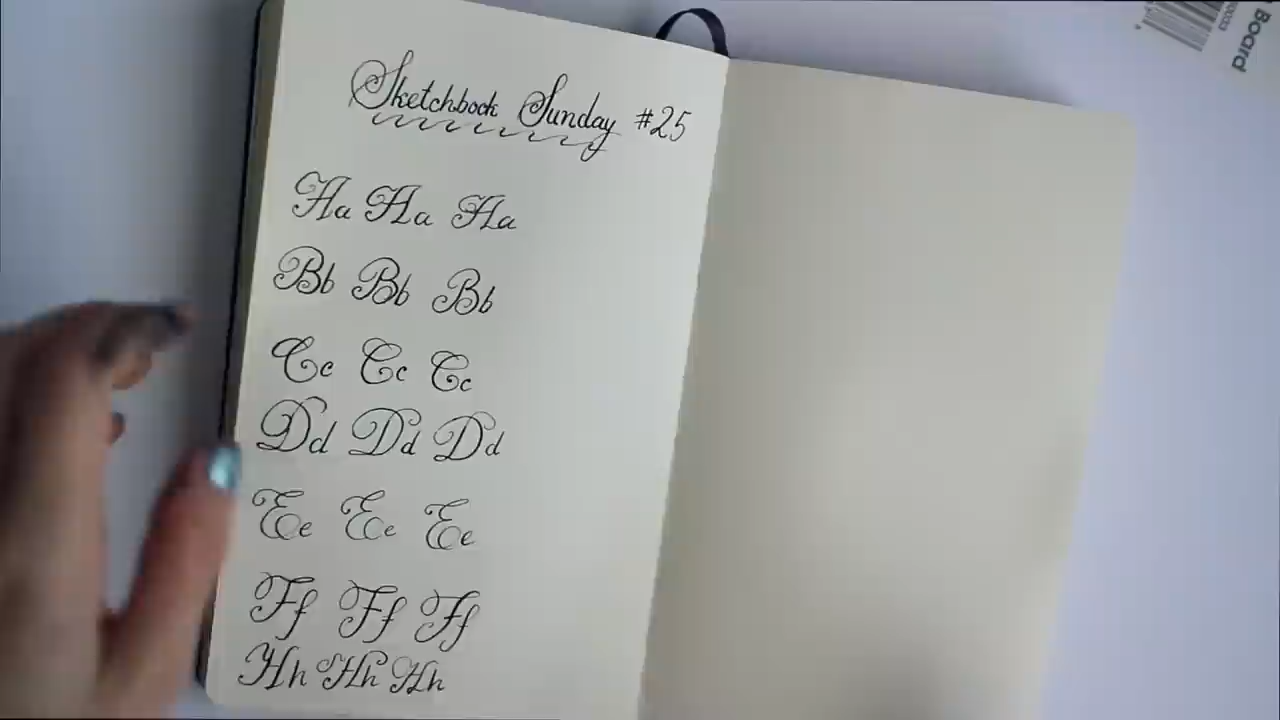 Sketchbook Sunday #25
Aa Aa Aa
Bb Bb Bb
Cc Cc Cc
Dd Dd Dd
Ee Ee Ee
Ff Ff Ff
Hh Hh Hh
Board